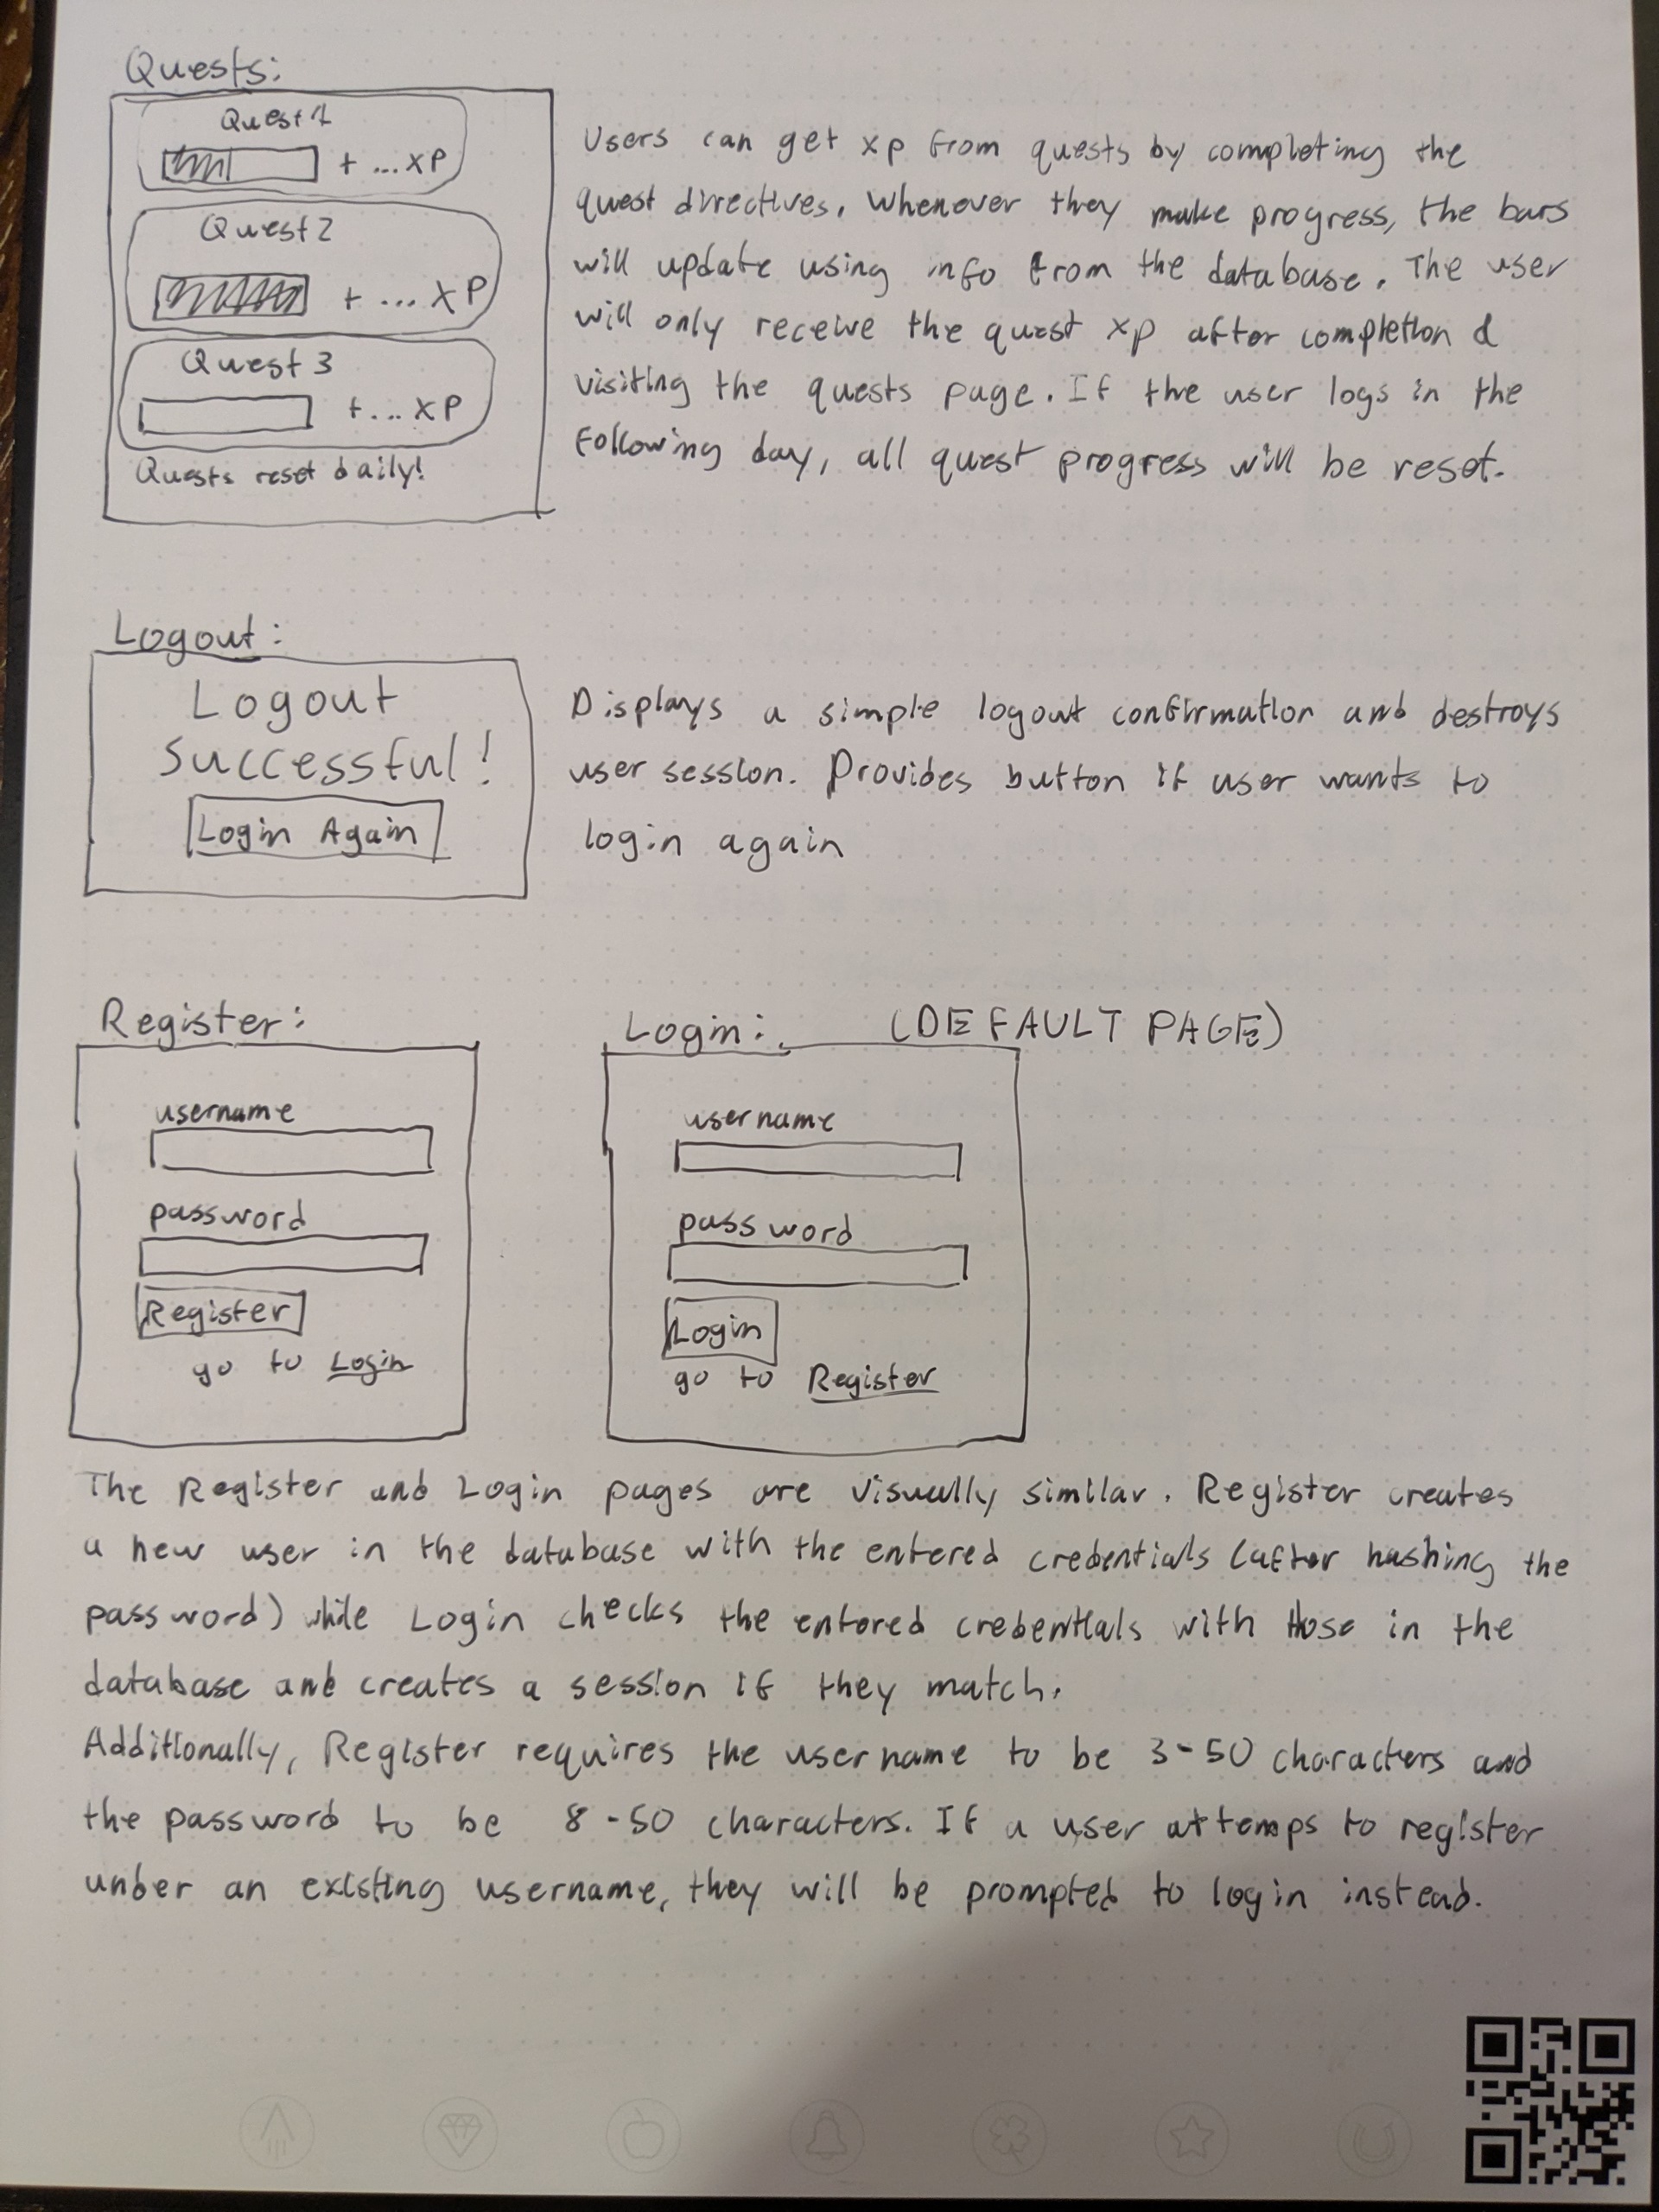 Quests:
Quest 1
+ ... XP
Quest 2
+ ... XP
Quest 3
+ ... XP
Quests reset daily!
Users can get xp from quests by completing the
quest directives. Whenever they make progress, the bars
will update using info from the database. The user
will only receive the quest xp after completion &
visiting the quests page. If the user logs in the
following day, all quest progress will be reset.
Logout:
Logout
Successful!
Login Again
Displays a simple logout confirmation and destroys
user session. Provides button if user wants to
login again
Register:
username
password
Register
go to Login
Login: (DEFAULT PAGE)
username
password
Login
go to Register
The Register and Login pages are visually similar. Register creates
a new user in the database with the entered credentials (after hashing the
password) while Login checks the entered credentials with those in the
database and creates a session if they match.
Additionally, Register requires the username to be 3-50 characters and
the password to be 8-50 characters. If a user attemps to register
under an existing username, they will be prompted to login instead.